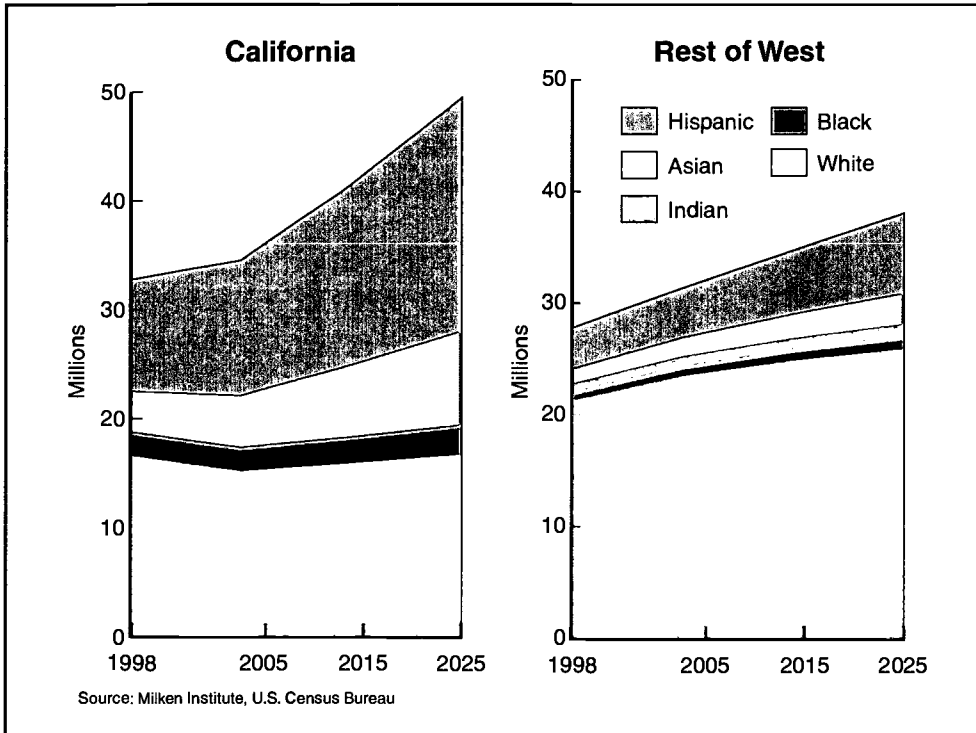 California
Rest of West
50
40
30
20
10
0
Millions
1998
2005
2015
2025
50
40
30
20
10
0
Millions
Hispanic
Black
Asian
White
Indian
1998
2005
2015
2025
Source: Milken Institute, U.S. Census Bureau